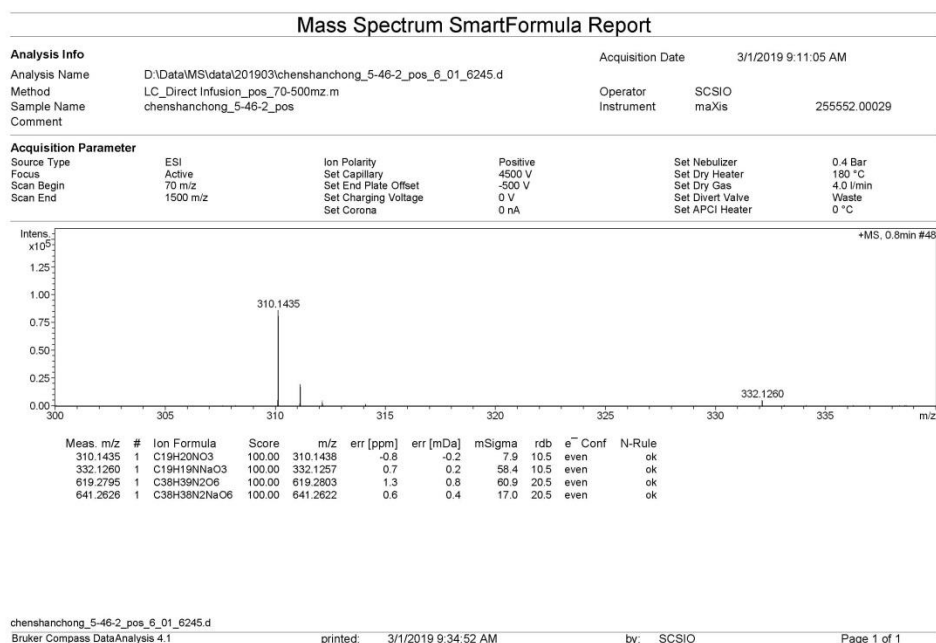 Mass Spectrum SmartFormula Report
Analysis Info Acquisition Date 3/1/2019 9:11:05 AM
Analysis Name D:\Data\MS\data\201903\chenshanchong_5-46-2_pos_6_01_6245.d
Method LC_Direct Infusion_pos_70-500mz.m Operator SCSIO
Sample Name chenshanchong_5-46-2_pos Instrument maXis 255552.00029
Comment
Acquisition Parameter
Source Type ESI Ion Polarity Positive Set Nebulizer 0.4 Bar
Focus Active Set Capillary 4500 V Set Dry Heater 180 °C
Scan Begin 70 m/z Set End Plate Offset -500 V Set Dry Gas 4.0 l/min
Scan End 1500 m/z Set Charging Voltage 0 V Set Divert Valve Waste
Set Corona 0 nA Set APCI Heater 0 °C
Intens. +MS, 0.8min #48
x10⁵
1.25
1.00
310.1435
0.75
0.50
0.25
332.1260
0.00
300 305 310 315 320 325 330 335 m/z
Meas. m/z # Ion Formula Score m/z err [ppm] err [mDa] mSigma rdb e⁻ Conf N-Rule
310.1435 1 C19H20NO3 100.00 310.1438 -0.8 -0.2 7.9 10.5 even ok
332.1260 1 C19H19NNaO3 100.00 332.1257 0.7 0.2 58.4 10.5 even ok
619.2795 1 C38H39N2O6 100.00 619.2803 1.3 0.8 60.9 20.5 even ok
641.2626 1 C38H38N2NaO6 100.00 641.2622 0.6 0.4 17.0 20.5 even ok
chenshanchong_5-46-2_pos_6_01_6245.d
Bruker Compass DataAnalysis 4.1 printed: 3/1/2019 9:34:52 AM by: SCSIO Page 1 of 1